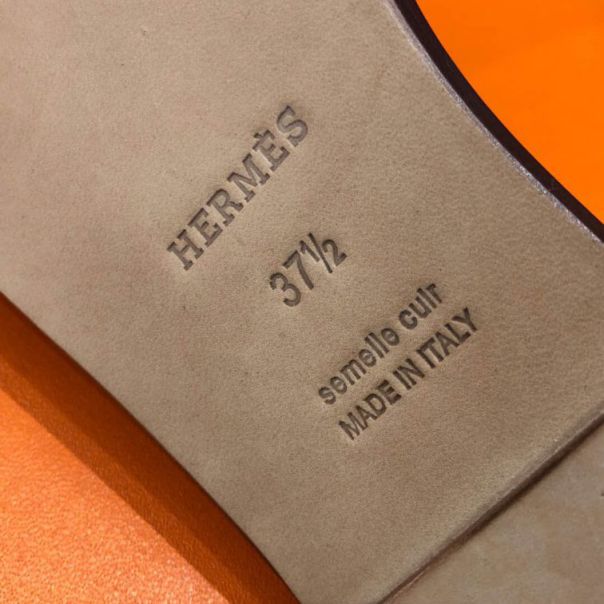 HERMÈS
37½
semelle cuir
MADE IN ITALY